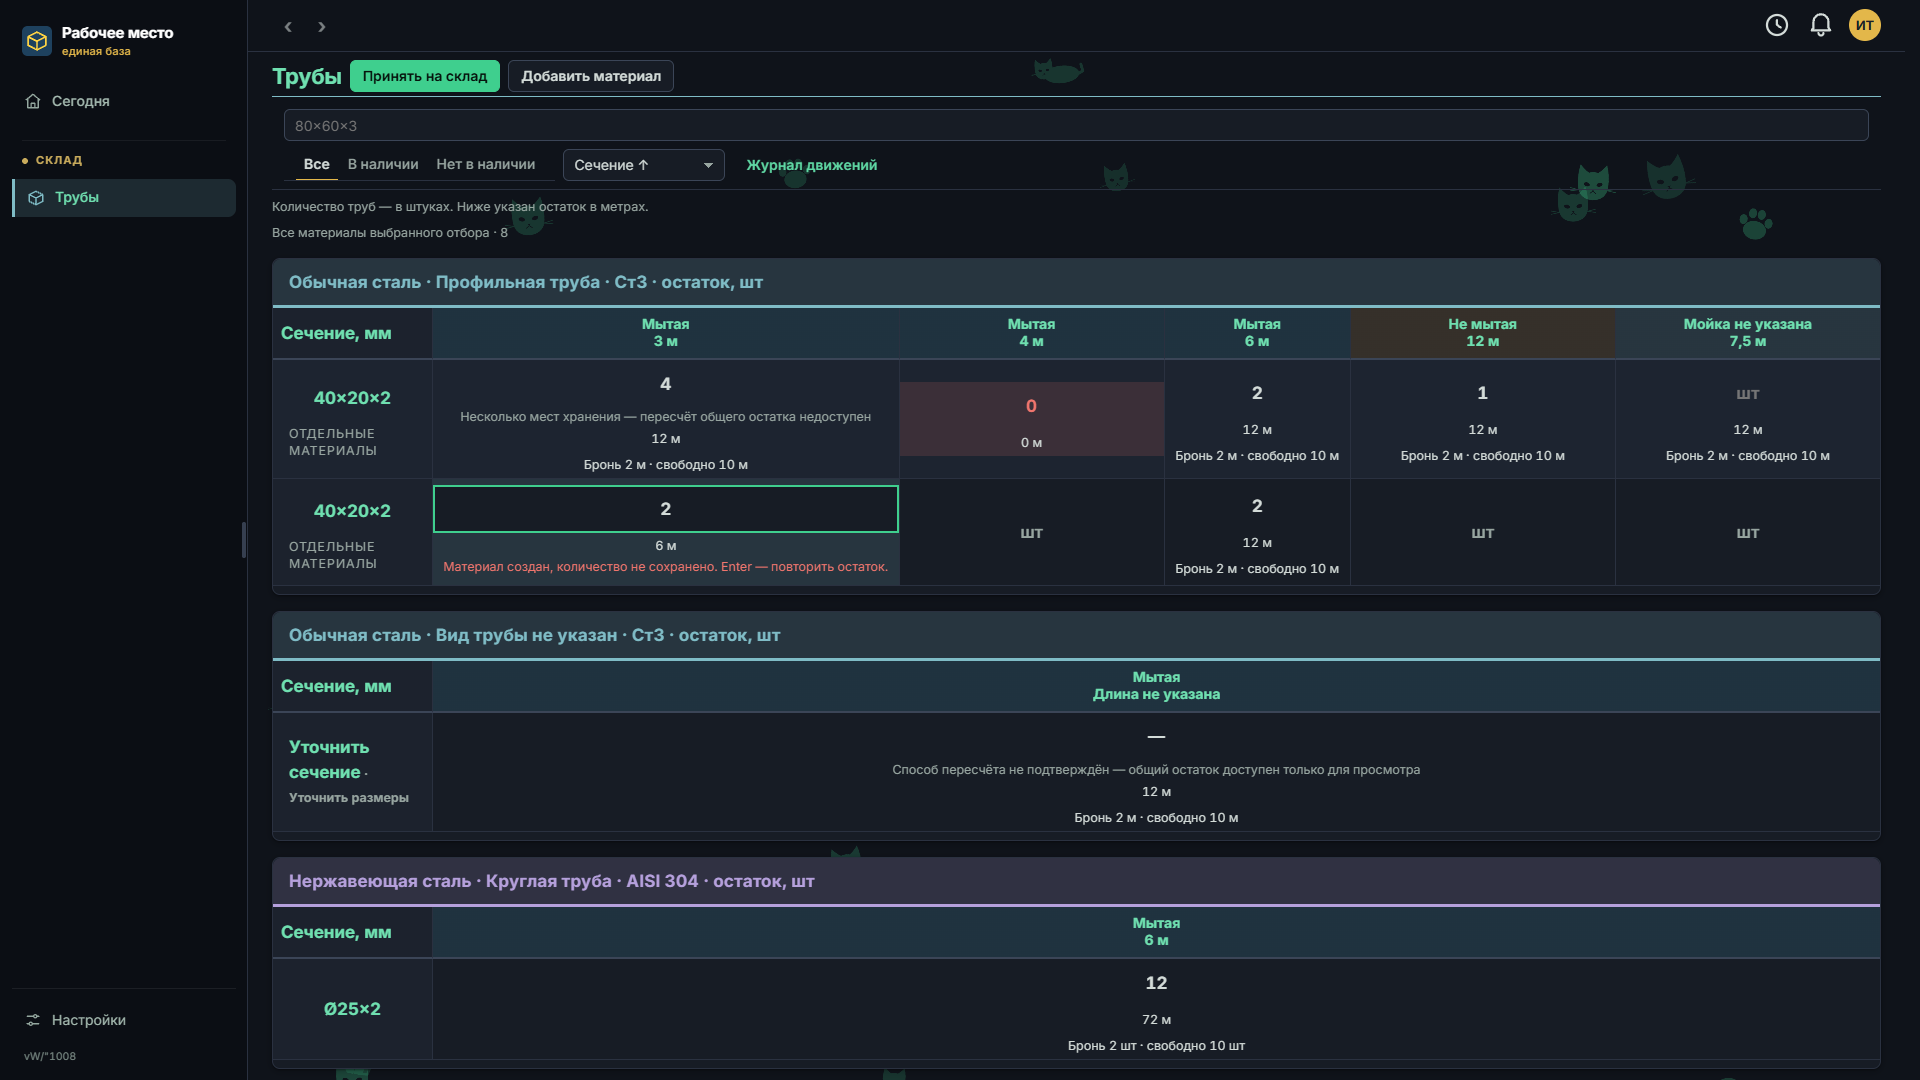 Рабочее место
единая база
Сегодня
СКЛАД
Трубы
Настройки
vW/"1008
ИТ
Трубы
Принять на склад
Добавить материал
80×60×3
Все
В наличии
Нет в наличии
Сечение ↑
Журнал движений
Количество труб — в штуках. Ниже указан остаток в метрах.
Все материалы выбранного отбора · 8
Обычная сталь · Профильная труба · Ст3 · остаток, шт
Сечение, мм
Мытая
3 м
Мытая
4 м
Мытая
6 м
Не мытая
12 м
Мойка не указана
7,5 м
40×20×2
ОТДЕЛЬНЫЕ
МАТЕРИАЛЫ
4
Несколько мест хранения — пересчёт общего остатка недоступен
12 м
Бронь 2 м · свободно 10 м
0
0 м
2
12 м
Бронь 2 м · свободно 10 м
1
12 м
Бронь 2 м · свободно 10 м
шт
12 м
Бронь 2 м · свободно 10 м
40×20×2
ОТДЕЛЬНЫЕ
МАТЕРИАЛЫ
2
6 м
Материал создан, количество не сохранено. Enter — повторить остаток.
шт
2
12 м
Бронь 2 м · свободно 10 м
шт
шт
Обычная сталь · Вид трубы не указан · Ст3 · остаток, шт
Сечение, мм
Мытая
Длина не указана
Уточнить
сечение ·
Уточнить размеры
—
Способ пересчёта не подтверждён — общий остаток доступен только для просмотра
12 м
Бронь 2 м · свободно 10 м
Нержавеющая сталь · Круглая труба · AISI 304 · остаток, шт
Сечение, мм
Мытая
6 м
Ø25×2
12
72 м
Бронь 2 шт · свободно 10 шт